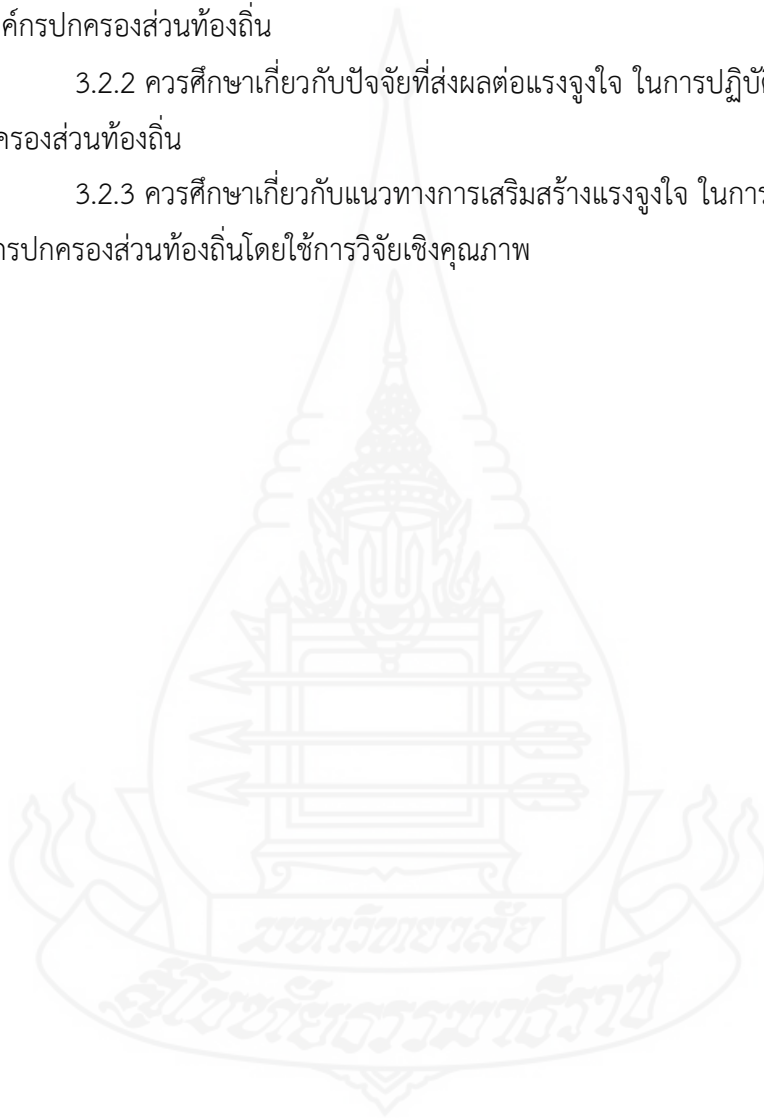 ค์กรปกครองส่วนท้องถิ่น
3.2.2 ควรศึกษาเกี่ยวกับปัจจัยที่ส่งผลต่อแรงจูงใจ ในการปฏิบัติ
ครองส่วนท้องถิ่น
3.2.3 ควรศึกษาเกี่ยวกับแนวทางการเสริมสร้างแรงจูงใจ ในการ
กรปกครองส่วนท้องถิ่นโดยใช้การวิจัยเชิงคุณภาพ
มหาวิทยาลัย
สุโขทัยธรรมาธิราช